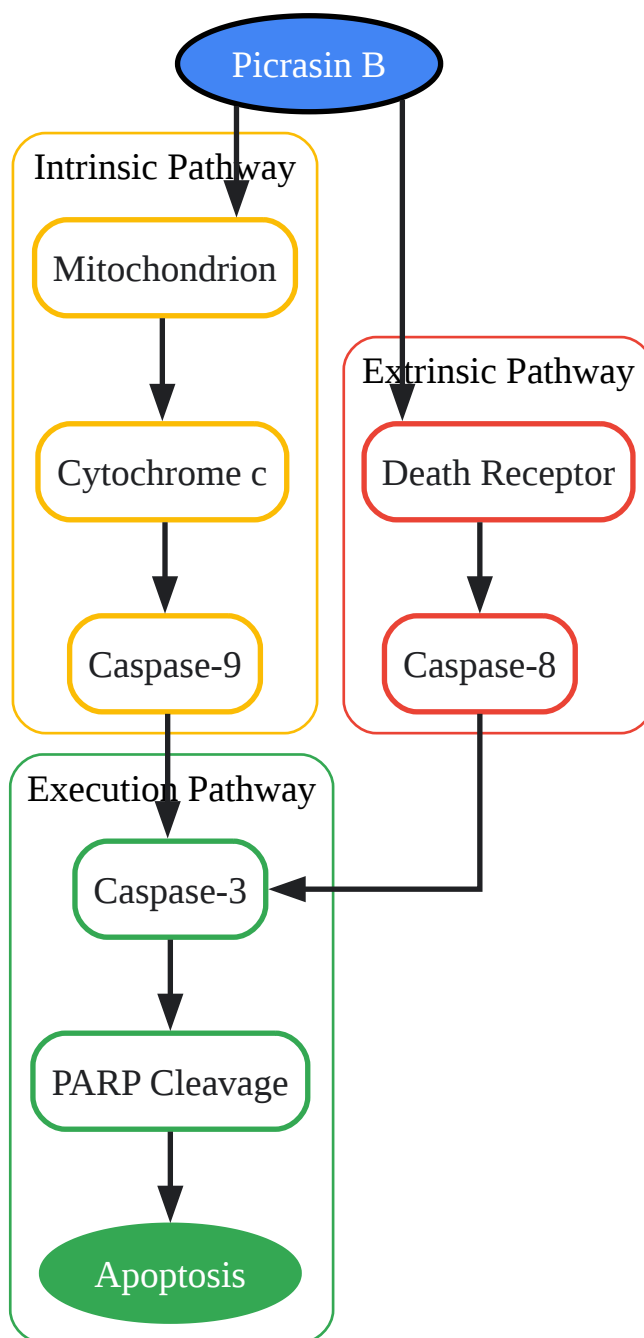 Picrasin B
Intrinsic Pathway
Mitochondrion
Cytochrome c
Caspase-9
Extrinsic Pathway
Death Receptor
Caspase-8
Execution Pathway
Caspase-3
PARP Cleavage
Apoptosis